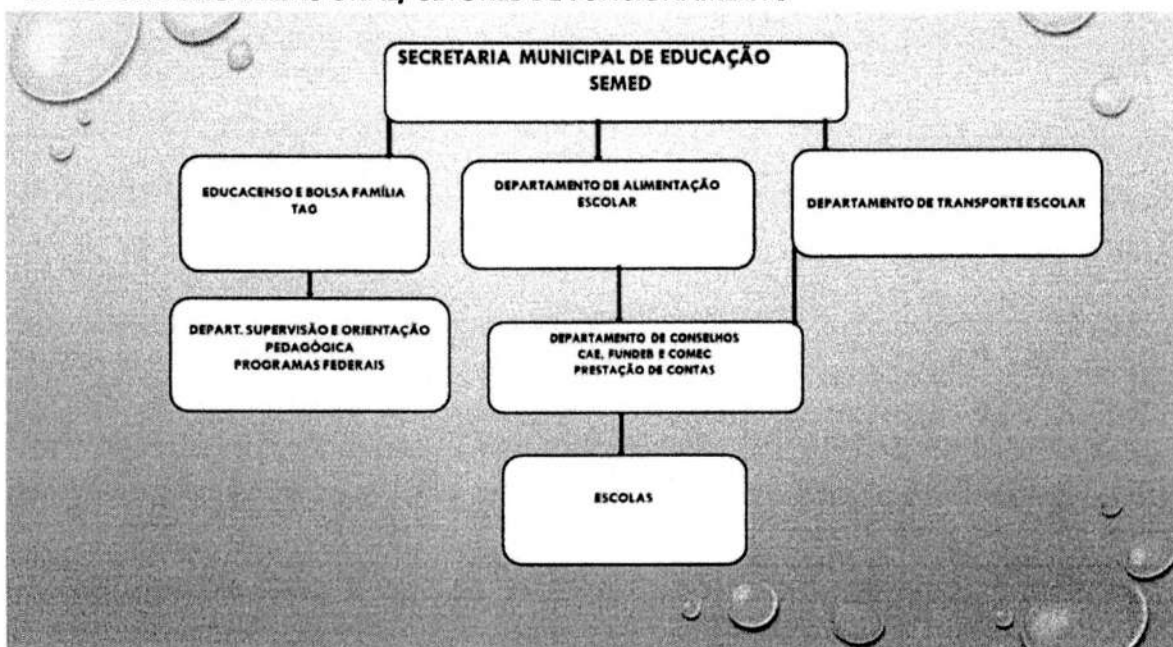 SECRETARIA MUNICIPAL DE EDUCAÇÃO
SEMED
EDUCACENSO E BOLSA FAMÍLIA
TAG
DEPARTAMENTO DE ALIMENTAÇÃO
ESCOLAR
DEPARTAMENTO DE TRANSPORTE ESCOLAR
DEPART. SUPERVISÃO E ORIENTAÇÃO
PEDAGÓGICA
PROGRAMAS FEDERAIS
DEPARTAMENTO DE CONSELHOS
CAE, FUNDEB E COMEC
PRESTAÇÃO DE CONTAS
ESCOLAS